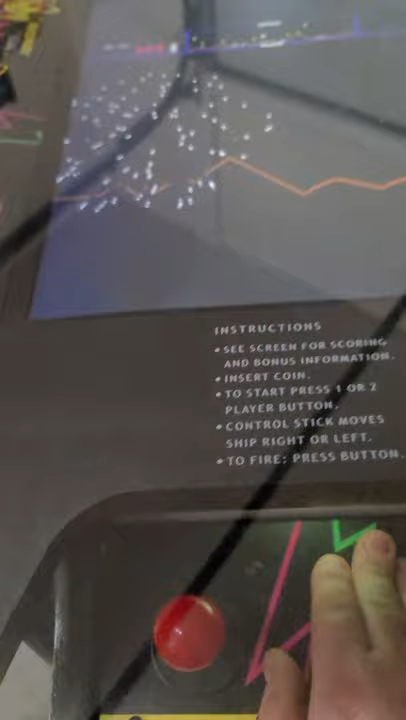 INSTRUCTIONS
• SEE SCREEN FOR SCORING
AND BONUS INFORMATION.
• INSERT COIN.
• TO START PRESS 1 OR 2
PLAYER BUTTON.
• CONTROL STICK MOVES
SHIP RIGHT OR LEFT.
• TO FIRE: PRESS BUTTON.